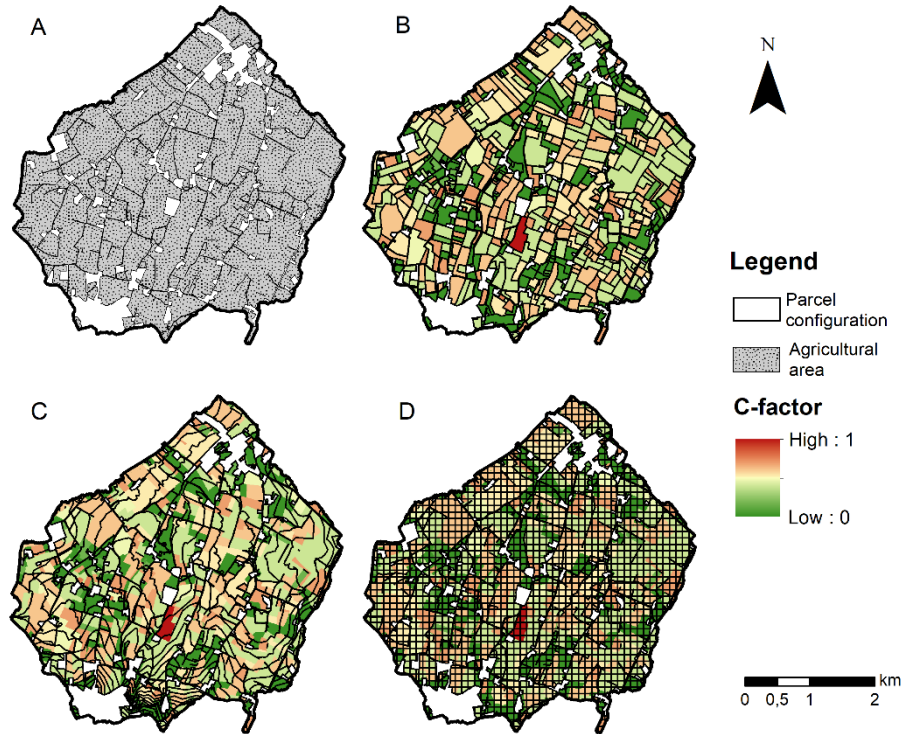 A
B
N
Legend
Parcel
configuration
Agricultural
area
C-factor
High : 1
Low : 0
C
D
km
0 0,5 1 2